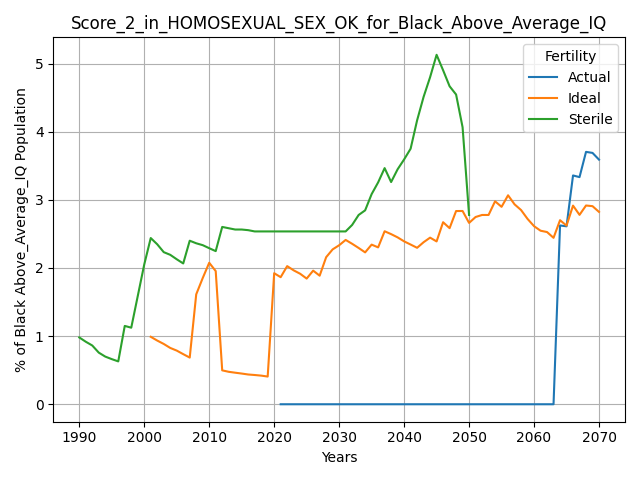 Score_2_in_HOMOSEXUAL_SEX_OK_for_Black_Above_Average_IQ
Fertility
Actual
Ideal
Sterile
% of Black Above_Average_IQ Population
5
4
3
2
1
0
1990 2000 2010 2020 2030 2040 2050 2060 2070
Years